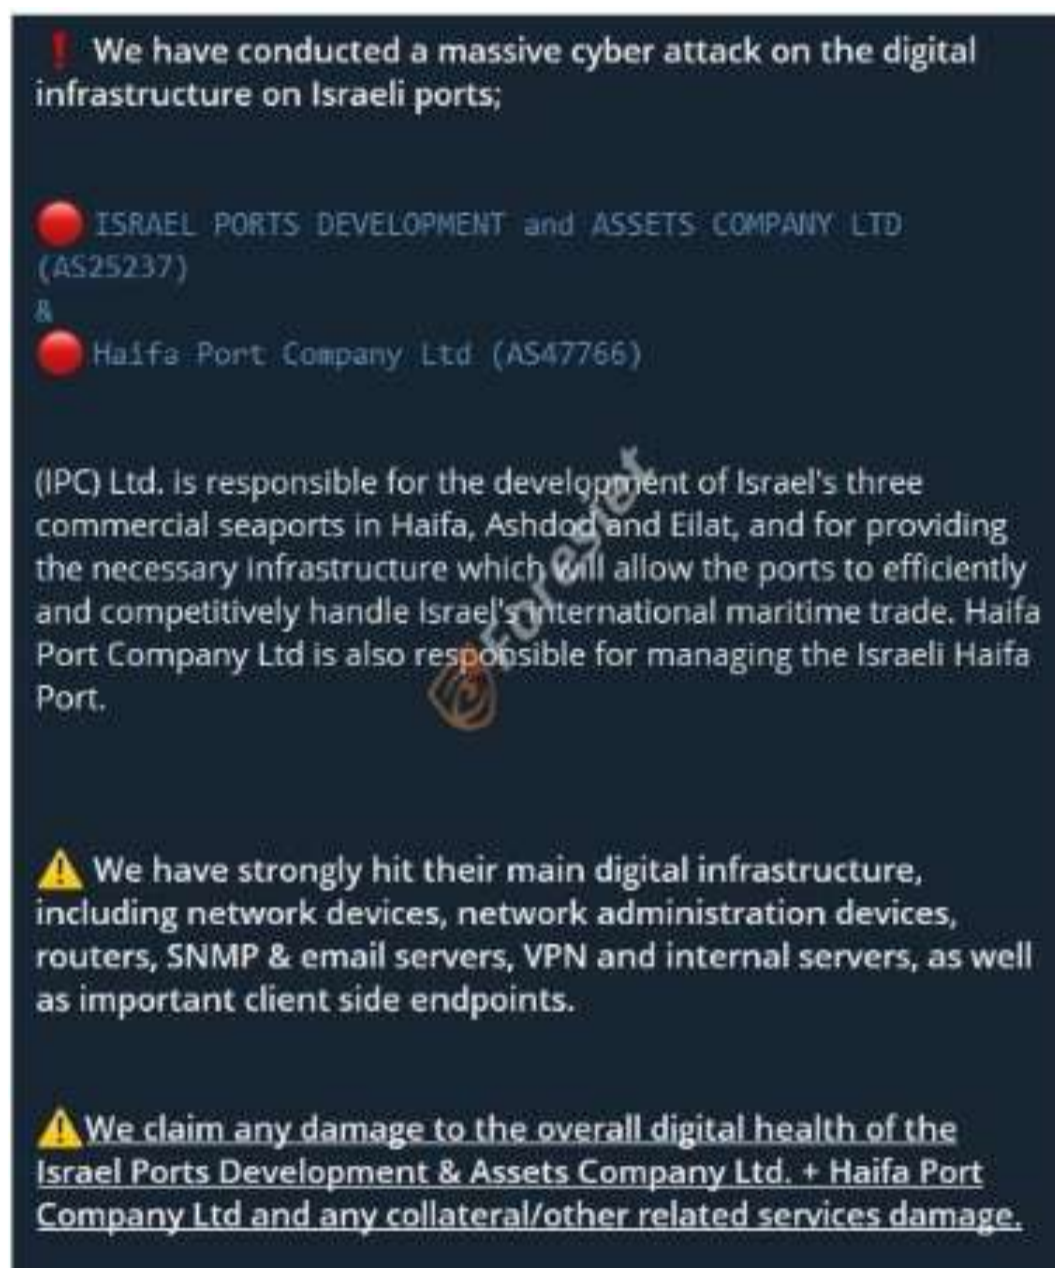 ❗ We have conducted a massive cyber attack on the digital
infrastructure on Israeli ports;
🔴 ISRAEL PORTS DEVELOPMENT and ASSETS COMPANY LTD
(AS25237)
&
🔴 Haifa Port Company Ltd (AS47766)
(IPC) Ltd. is responsible for the development of Israel's three
commercial seaports in Haifa, Ashdod and Eilat, and for providing
the necessary infrastructure which will allow the ports to efficiently
and competitively handle Israel's international maritime trade. Haifa
Port Company Ltd is also responsible for managing the Israeli Haifa
Port.
⚠️ We have strongly hit their main digital infrastructure,
including network devices, network administration devices,
routers, SNMP & email servers, VPN and internal servers, as well
as important client side endpoints.
⚠️We claim any damage to the overall digital health of the
Israel Ports Development & Assets Company Ltd. + Haifa Port
Company Ltd and any collateral/other related services damage.